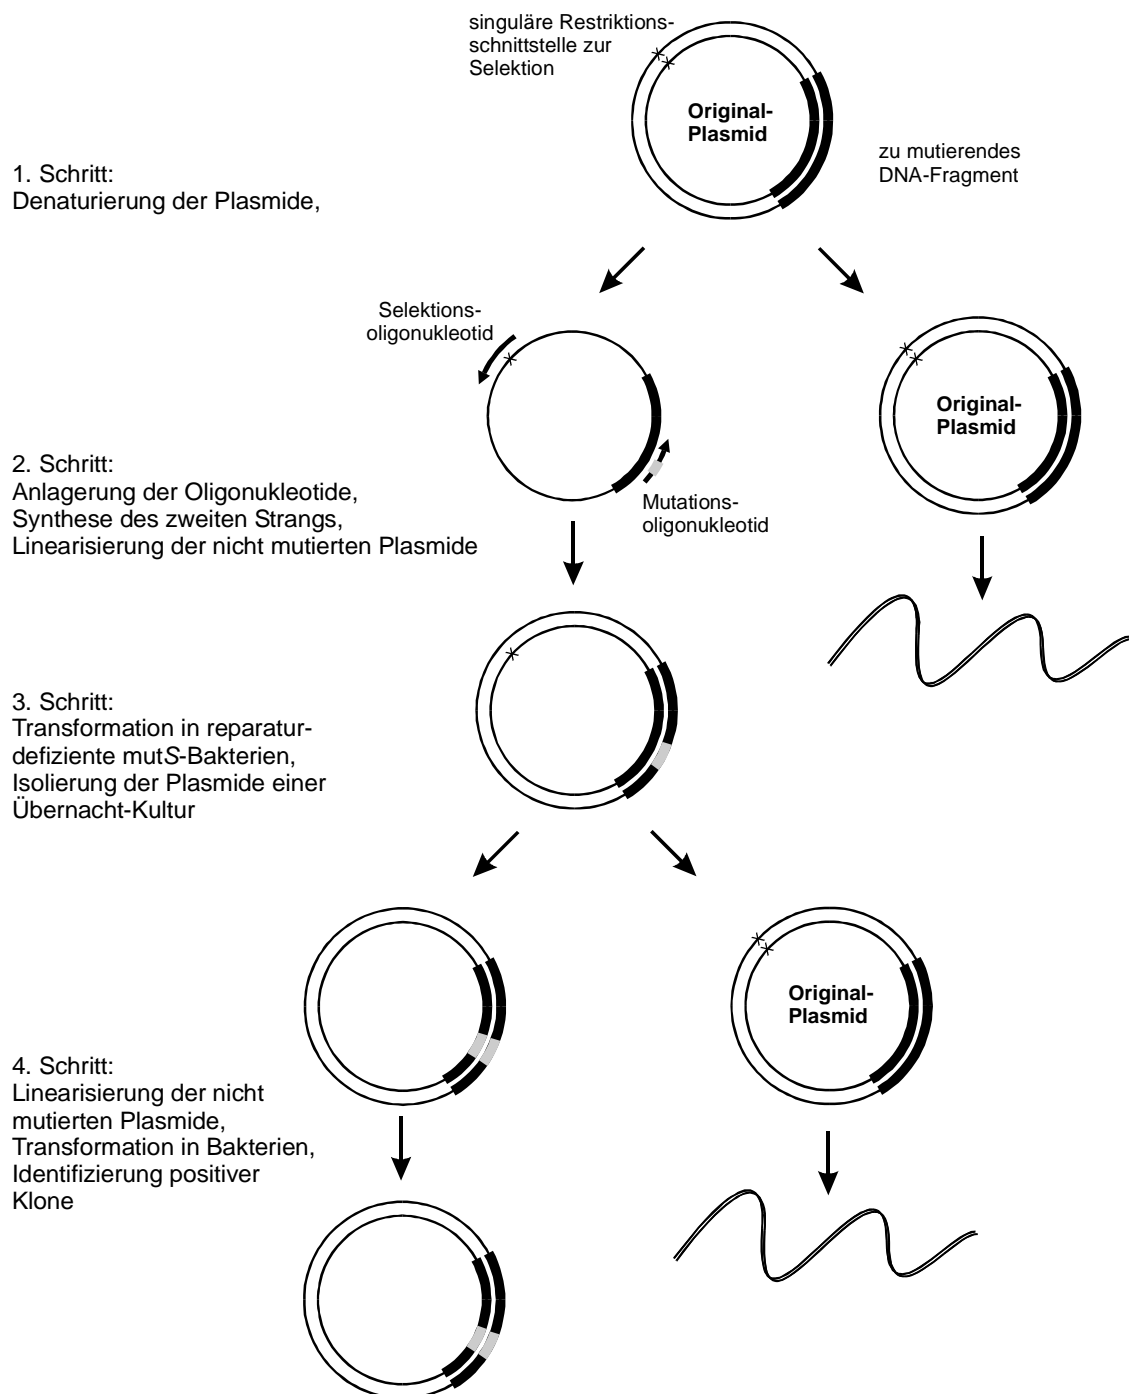 singuläre Restriktions-
schnittstelle zur
Selektion
Original-
Plasmid
zu mutierendes
DNA-Fragment
1. Schritt:
Denaturierung der Plasmide,
Selektions-
oligonukleotid
Original-
Plasmid
2. Schritt:
Anlagerung der Oligonukleotide,
Synthese des zweiten Strangs,
Linearisierung der nicht mutierten Plasmide
Mutations-
oligonukleotid
3. Schritt:
Transformation in reparatur-
defiziente mutS-Bakterien,
Isolierung der Plasmide einer
Übernacht-Kultur
Original-
Plasmid
4. Schritt:
Linearisierung der nicht
mutierten Plasmide,
Transformation in Bakterien,
Identifizierung positiver
Klone